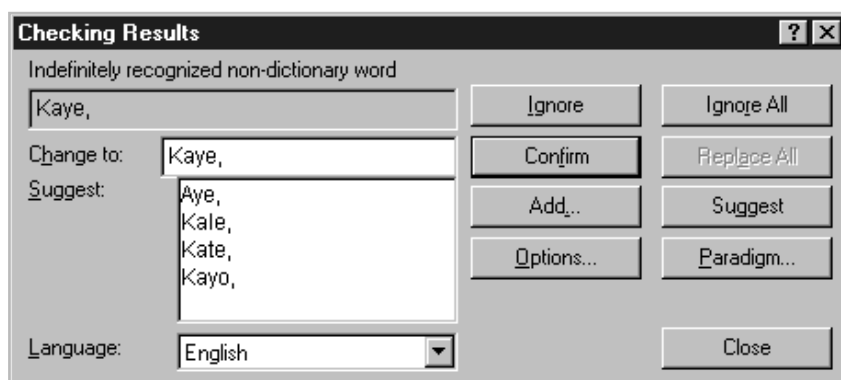 Checking Results
Indefinitely recognized non-dictionary word
Kaye,
Ignore
Ignore All
Change to:
Kaye,
Confirm
Replace All
Suggest:
Aye,
Kale,
Kate,
Kayo,
Add...
Suggest
Options...
Paradigm...
Language:
English
Close